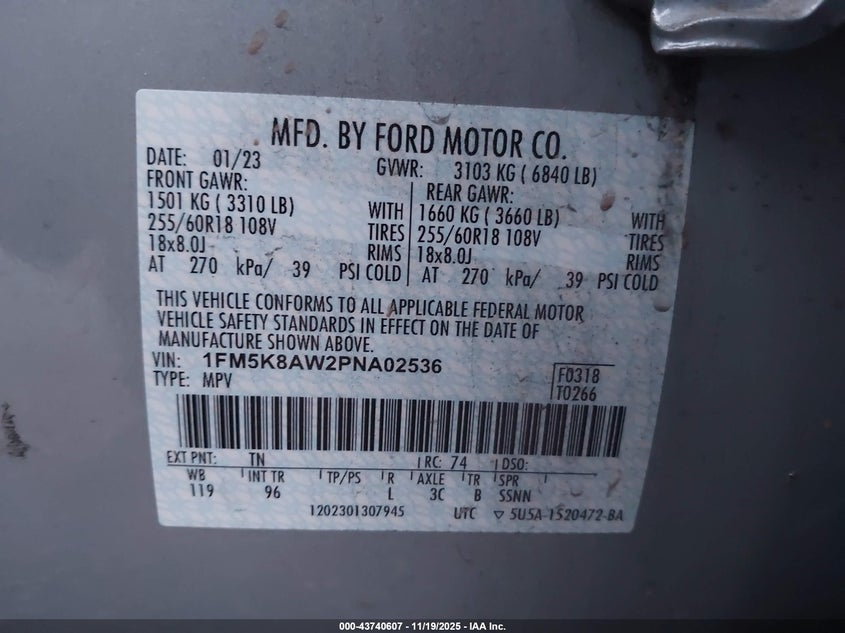 MFD. BY FORD MOTOR CO.
DATE: 01/23 GVWR: 3103 KG ( 6840 LB)
FRONT GAWR: REAR GAWR:
1501 KG ( 3310 LB) WITH 1660 KG ( 3660 LB) WITH
255/60R18 108V TIRES 255/60R18 108V TIRES
18x8.0J RIMS 18x8.0J RIMS
AT 270 kPa/ 39 PSI COLD AT 270 kPa/ 39 PSI COLD
THIS VEHICLE CONFORMS TO ALL APPLICABLE FEDERAL MOTOR
VEHICLE SAFETY STANDARDS IN EFFECT ON THE DATE OF
MANUFACTURE SHOWN ABOVE.
VIN: 1FM5K8AW2PNA02536 F0318
TYPE: MPV T0266
EXT PNT: TN RC: 74 DSO:
WB INT TR TP/PS R AXLE TR SPR
119 96 L 3C B SSNN
1202301307945 UTC ▽ 5U5A-1520472-BA
000-43740607 - 11/19/2025 - IAA Inc.